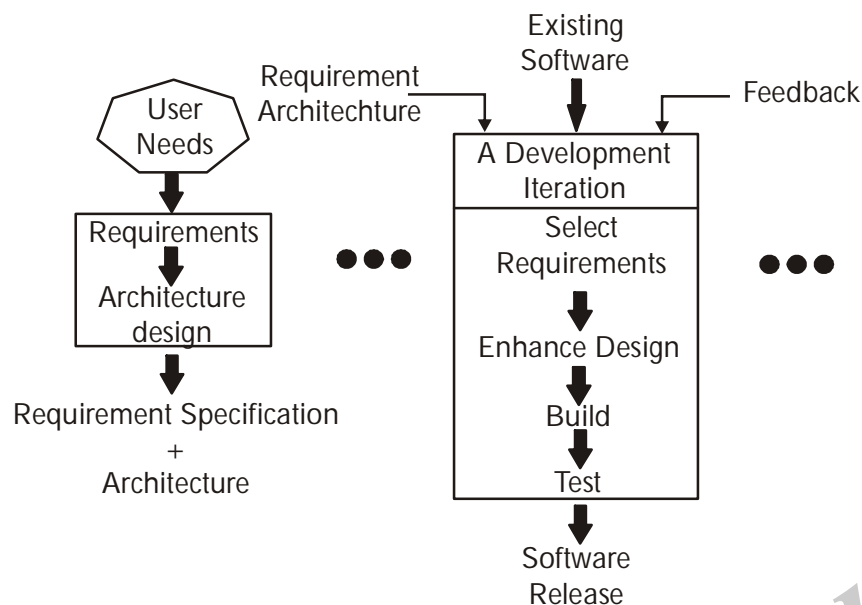 User
Needs
Requirements
Architecture
design
Requirement Specification
+
Architecture
Requirement
Architechture
Existing
Software
Feedback
A Development
Iteration
Select
Requirements
Enhance Design
Build
Test
Software
Release